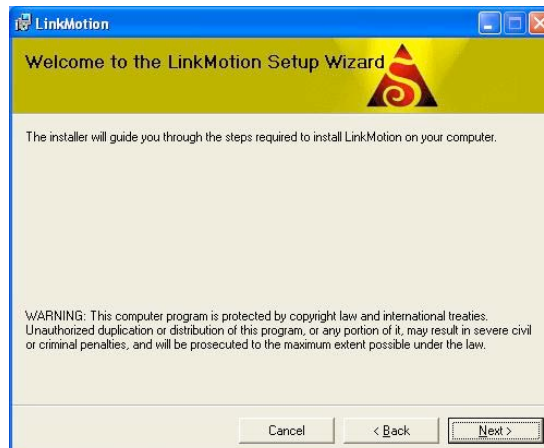 LinkMotion
Welcome to the LinkMotion Setup Wizard
S
The installer will guide you through the steps required to install LinkMotion on your computer.
WARNING: This computer program is protected by copyright law and international treaties.
Unauthorized duplication or distribution of this program, or any portion of it, may result in severe civil
or criminal penalties, and will be prosecuted to the maximum extent possible under the law.
Cancel < Back Next >